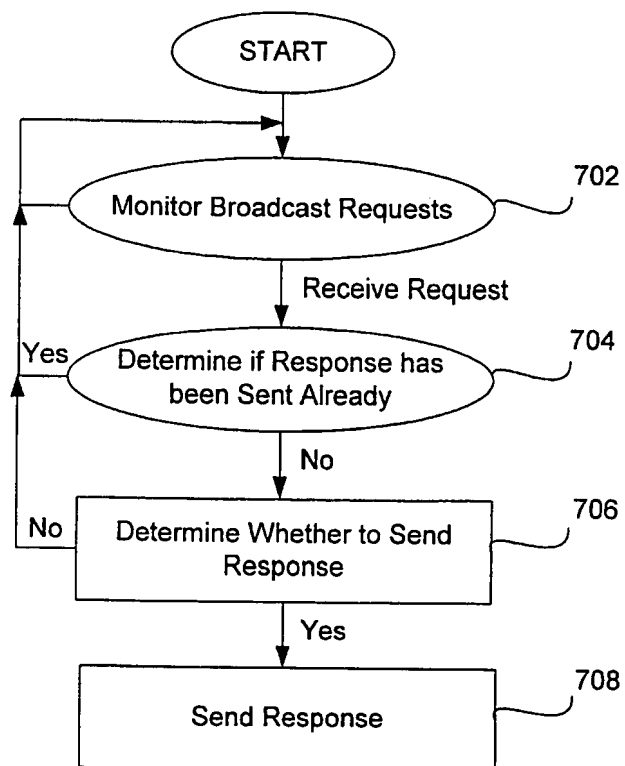 START
702
Monitor Broadcast Requests
Receive Request
704
Yes
Determine if Response has
been Sent Already
No
706
No
Determine Whether to Send
Response
Yes
708
Send Response